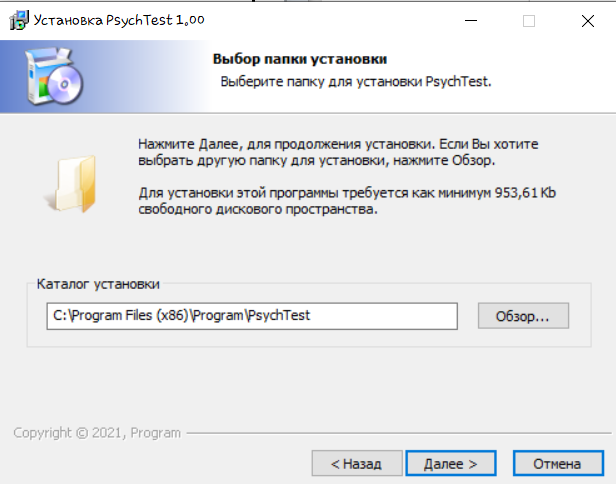 Установка PsychTest 1,00
Выбор папки установки
Выберите папку для установки PsychTest.
Нажмите Далее, для продолжения установки. Если Вы хотите
выбрать другую папку для установки, нажмите Обзор.
Для установки этой программы требуется как минимум 953,61 Kb
свободного дискового пространства.
Каталог установки
C:\Program Files (x86)\Program\PsychTest
Обзор...
Copyright © 2021, Program
< Назад
Далее >
Отмена